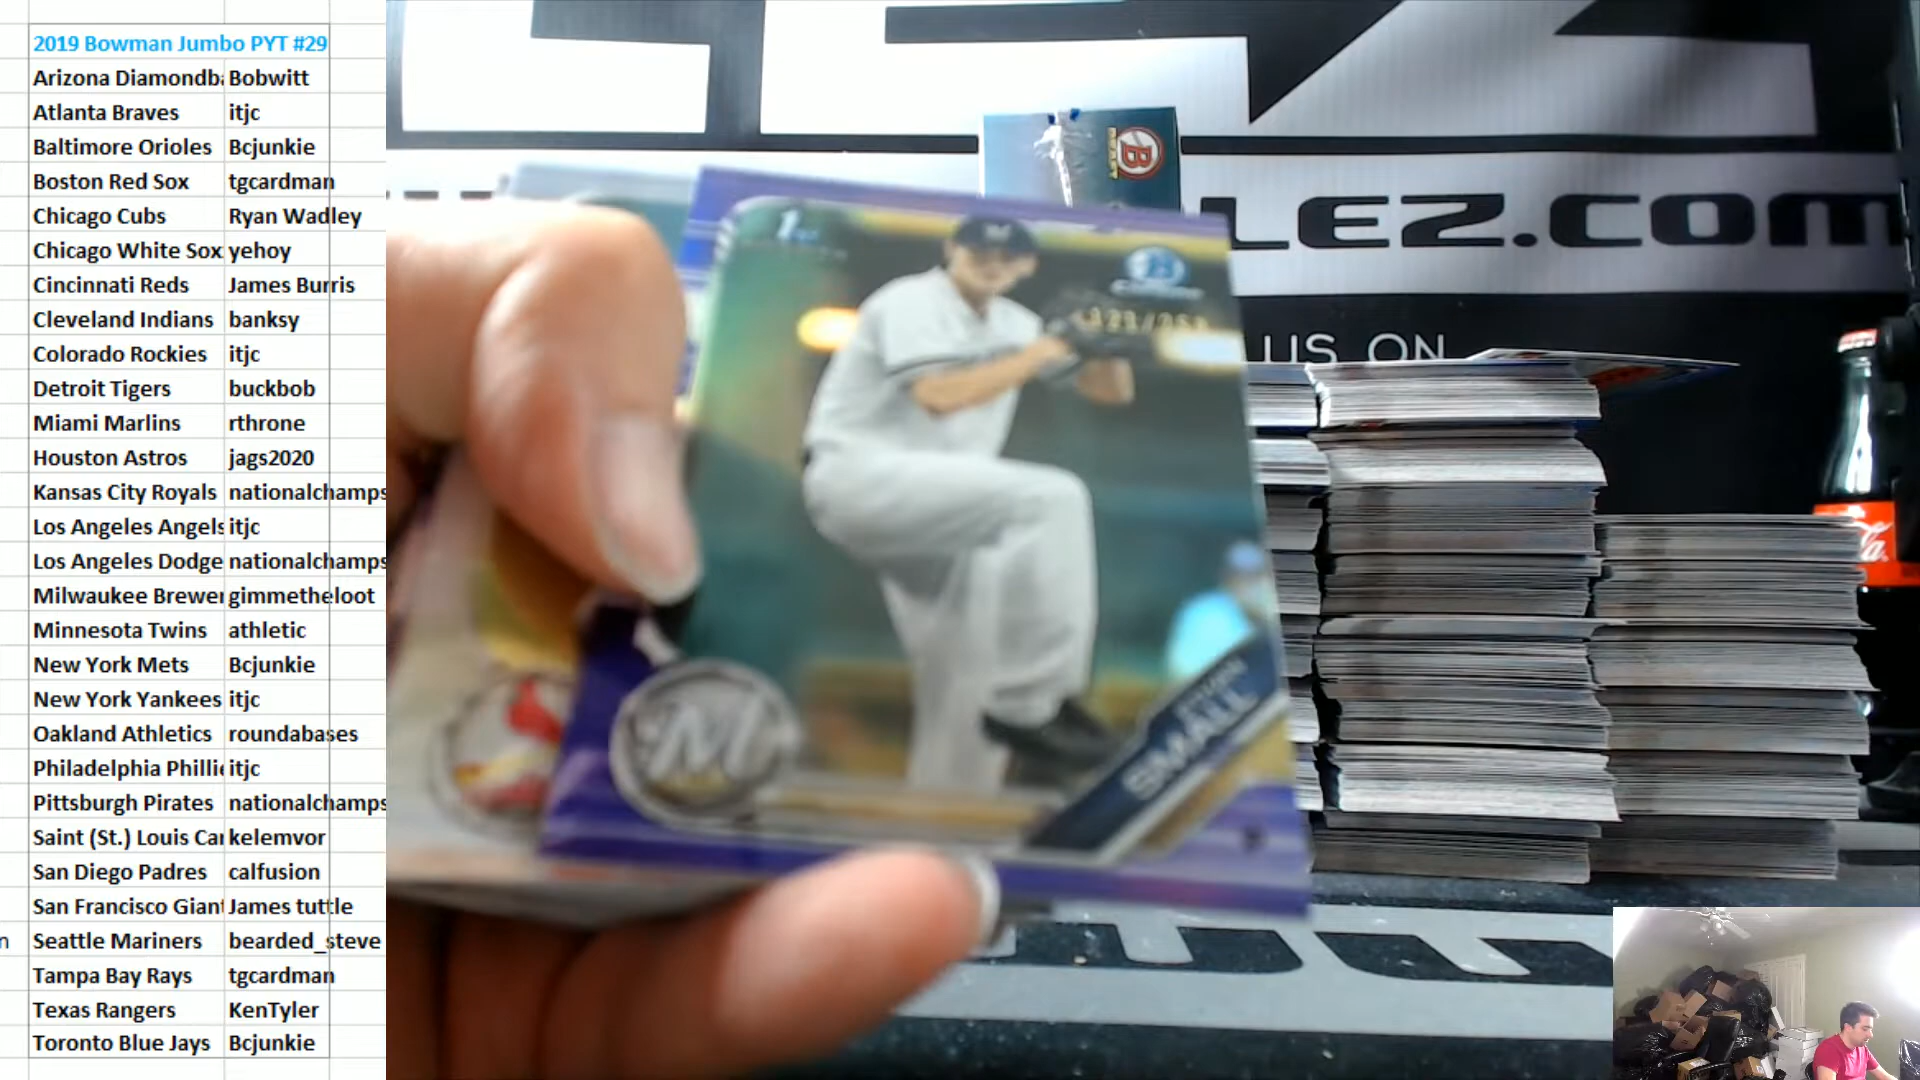 2019 Bowman Jumbo PYT #29
Arizona Diamondba Bobwitt
Atlanta Braves itjc
Baltimore Orioles Bcjunkie
Boston Red Sox tgcardman
Chicago Cubs Ryan Wadley
Chicago White Sox yehoy
Cincinnati Reds James Burris
Cleveland Indians banksy
Colorado Rockies itjc
Detroit Tigers buckbob
Miami Marlins rthrone
Houston Astros jags2020
Kansas City Royals nationalchamps
Los Angeles Angels itjc
Los Angeles Dodge nationalchamps
Milwaukee Brewer gimmetheloot
Minnesota Twins athletic
New York Mets Bcjunkie
New York Yankees itjc
Oakland Athletics roundabases
Philadelphia Phillie itjc
Pittsburgh Pirates nationalchamps
Saint (St.) Louis Car kelemvor
San Diego Padres calfusion
San Francisco Giant James tuttle
n Seattle Mariners bearded_steve
Tampa Bay Rays tgcardman
Texas Rangers KenTyler
Toronto Blue Jays Bcjunkie
B
LEZ.COM
US ON
1st
SMALL
M